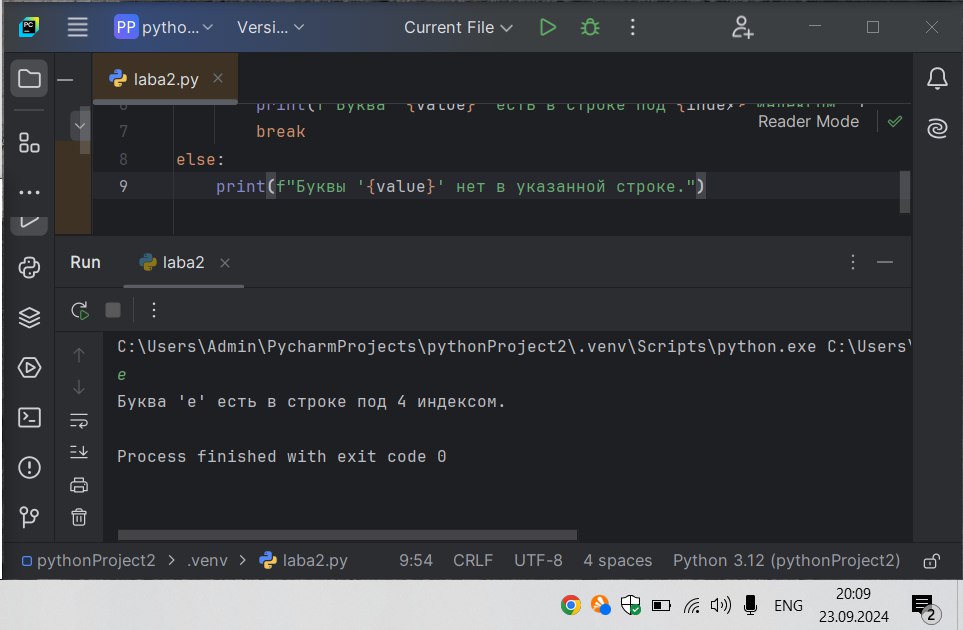 PP pytho... Versi... Current File
laba2.py
6 print(f"Буква '{value}' есть в строке под {index} индексом.")
Reader Mode
7 break
8 else:
9 print(f"Буквы '{value}' нет в указанной строке.")
Run laba2
C:\Users\Admin\PycharmProjects\pythonProject2\.venv\Scripts\python.exe C:\Users\
e
Буква 'e' есть в строке под 4 индексом.
Process finished with exit code 0
pythonProject2 > .venv > laba2.py 9:54 CRLF UTF-8 4 spaces Python 3.12 (pythonProject2)
ENG 20:09
23.09.2024 2